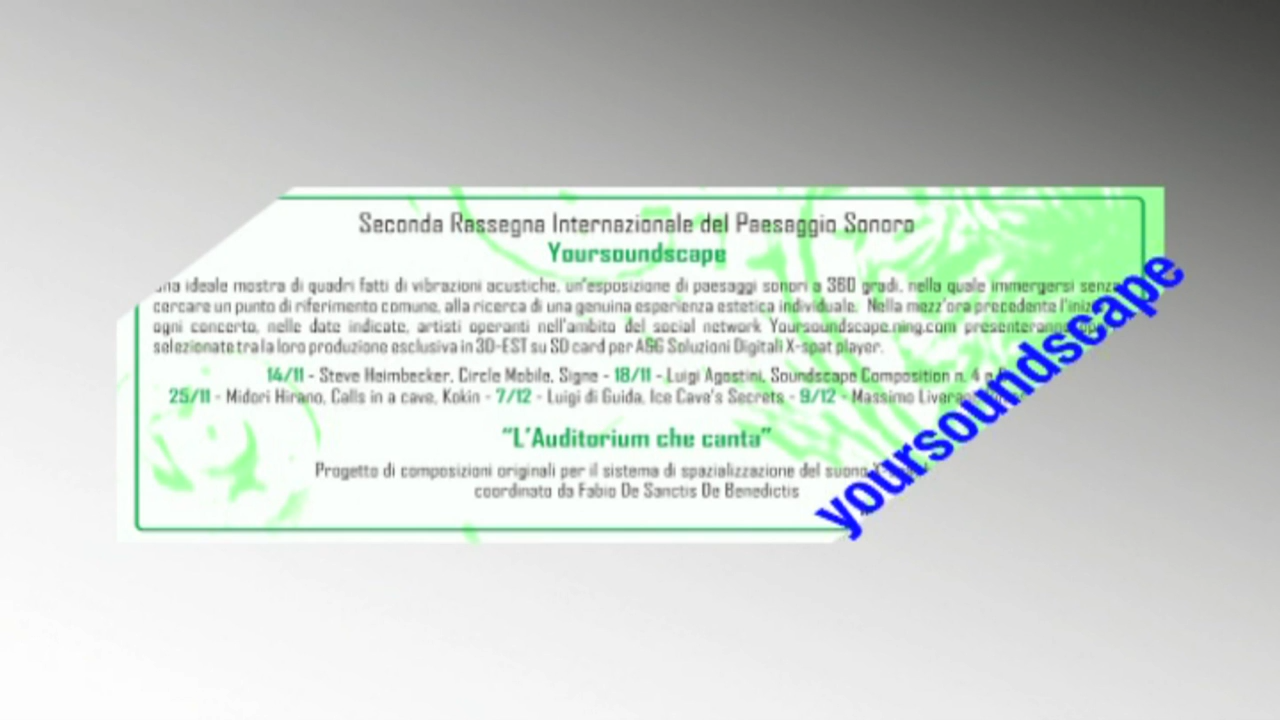 Seconda Rassegna Internazionale del Paesaggio Sonoro
Yoursoundscape
una ideale mostra di quadri fatti di vibrazioni acustiche, un'esposizione di paesaggi sonori a 360 gradi, nella quale immergersi senza
cercare un punto di riferimento comune, alla ricerca di una genuina esperienza estetica individuale. Nella mezz'ora precedente l'inizio
ogni concerto, nelle date indicate, artisti operanti nell'ambito del social network Yoursoundscape.ning.com presenteranno
selezionate tra la loro produzione esclusiva in 3D-EST su SD card per A&G Soluzioni Digitali X-spat player.
14/11 - Steve Heimbecker, Circle Mobile, Signe - 18/11 - Luigi Agostini, Soundscape Composition n. 4 e
25/11 - Midori Hirano, Calls in a cave, Kokin - 7/12 - Luigi di Guida, Ice Cave's Secrets - 9/12 - Massimo
"L'Auditorium che canta"
Progetto di composizioni originali per il sistema di spazializzazione del suono
coordinato da Fabio De Sanctis De Benedictis
yoursoundscape